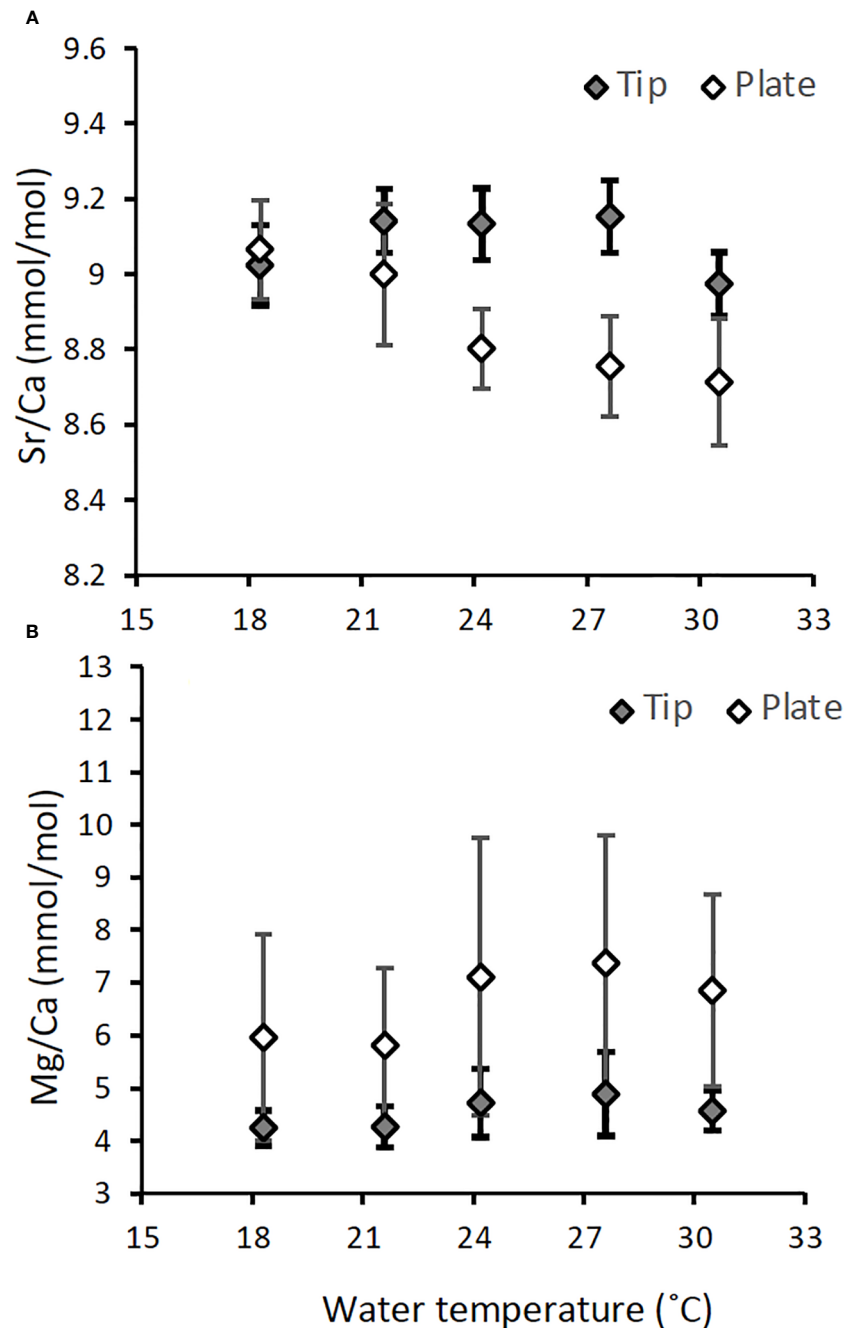 A
9.6
Tip Plate
9.4
9.2
9
8.8
8.6
8.4
8.2
Sr/Ca (mmol/mol)
15 18 21 24 27 30 33
B
13
Tip Plate
12
11
10
9
8
7
6
5
4
3
Mg/Ca (mmol/mol)
15 18 21 24 27 30 33
Water temperature (˚C)